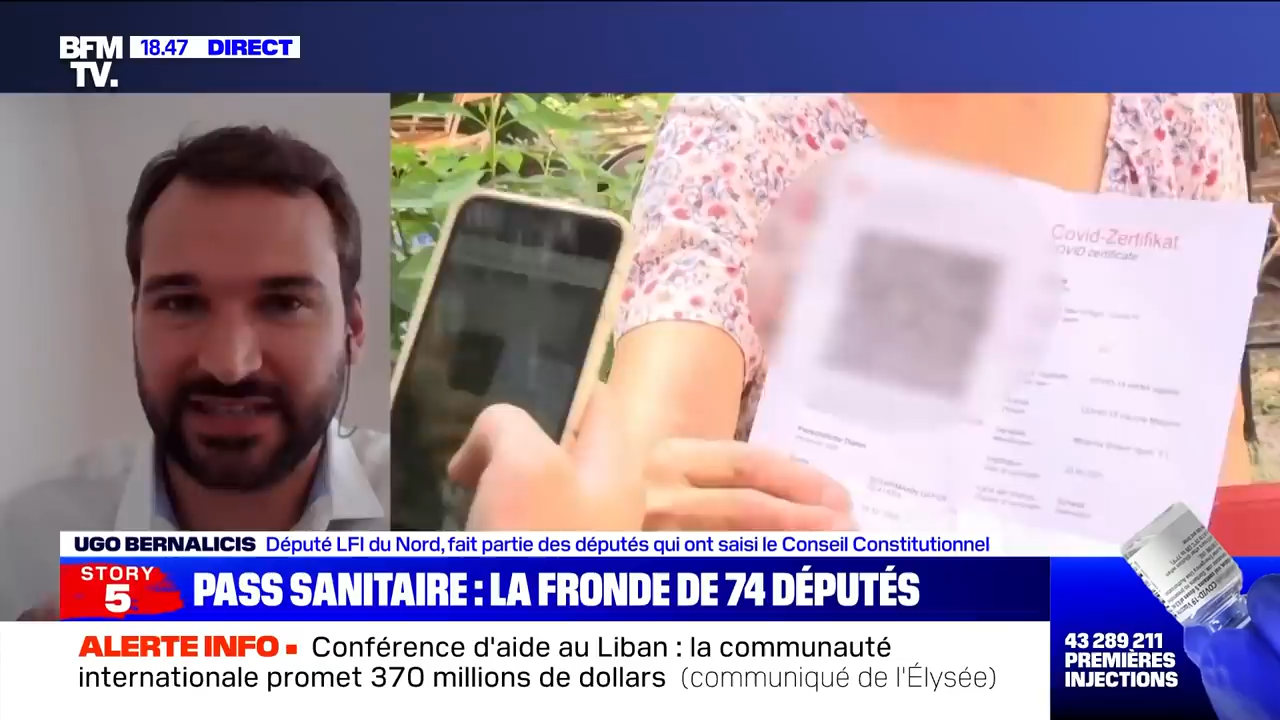 BFM
TV.
18.47 DIRECT
Covid-Zertifikat
COVID certificate
UGO BERNALICIS Député LFI du Nord, fait partie des députés qui ont saisi le Conseil Constitutionnel
STORY
5
PASS SANITAIRE : LA FRONDE DE 74 DÉPUTÉS
ALERTE INFO ▪ Conférence d'aide au Liban : la communauté
internationale promet 370 millions de dollars (communiqué de l'Élysée)
43 289 211
PREMIÈRES
INJECTIONS
COVID-19